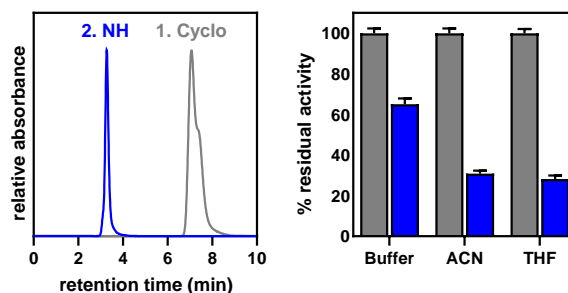 2. NH 1. Cyclo
relative absorbance
0 2 4 6 8 10
retention time (min)
% residual activity
100
80
60
40
20
0
Buffer ACN THF